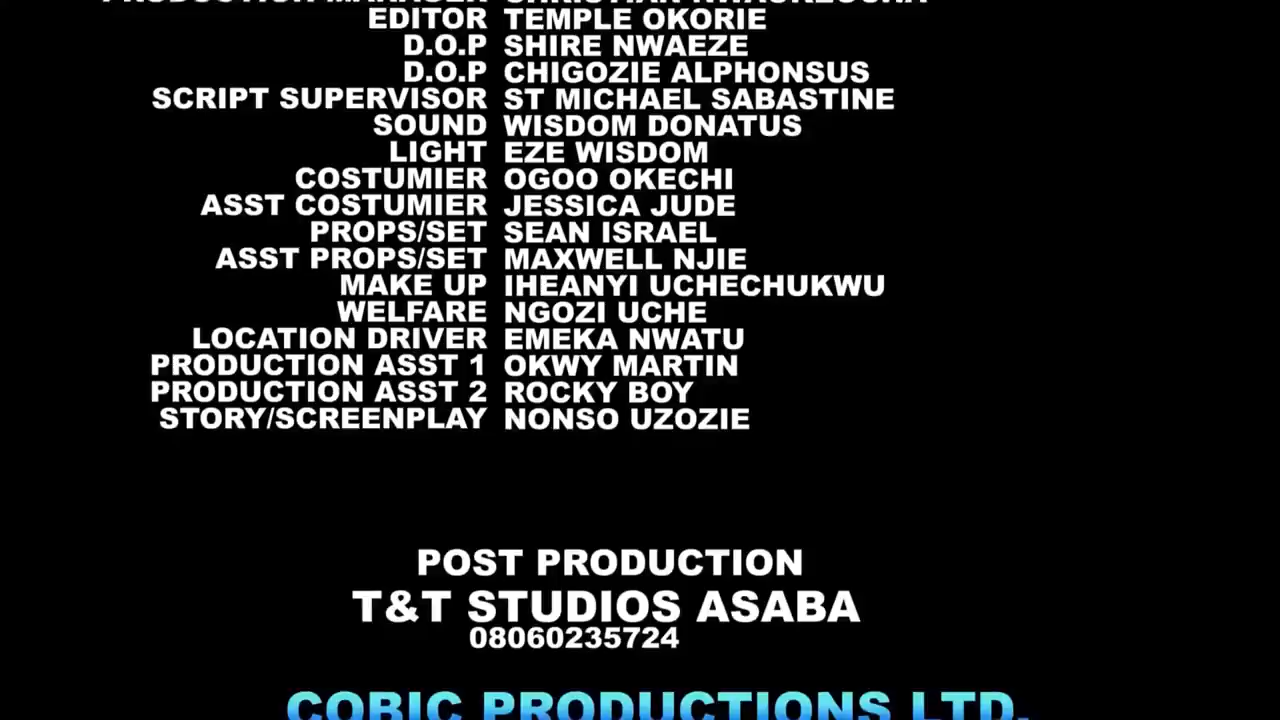 PRODUCTION MANAGER
EDITOR TEMPLE OKORIE
D.O.P SHIRE NWAEZE
D.O.P CHIGOZIE ALPHONSUS
SCRIPT SUPERVISOR ST MICHAEL SABASTINE
SOUND WISDOM DONATUS
LIGHT EZE WISDOM
COSTUMIER OGOO OKECHI
ASST COSTUMIER JESSICA JUDE
PROPS/SET SEAN ISRAEL
ASST PROPS/SET MAXWELL NJIE
MAKE UP IHEANYI UCHECHUKWU
WELFARE NGOZI UCHE
LOCATION DRIVER EMEKA NWATU
PRODUCTION ASST 1 OKWY MARTIN
PRODUCTION ASST 2 ROCKY BOY
STORY/SCREENPLAY NONSO UZOZIE
POST PRODUCTION
T&T STUDIOS ASABA
08060235724
COBIC PRODUCTIONS LTD.